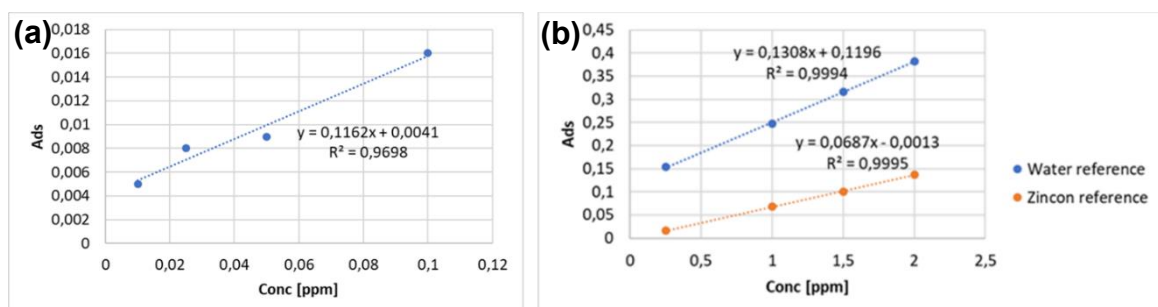 (a)
0,018
0,016
0,014
0,012
0,01
0,008
0,006
0,004
0,002
0
Ads
y = 0,1162x + 0,0041
R² = 0,9698
0 0,02 0,04 0,06 0,08 0,1 0,12
Conc [ppm]
(b)
0,45
0,4
0,35
0,3
0,25
0,2
0,15
0,1
0,05
0
Ads
y = 0,1308x + 0,1196
R² = 0,9994
y = 0,0687x - 0,0013
R² = 0,9995
0 0,5 1 1,5 2 2,5
Conc [ppm]
Water reference
Zincon reference